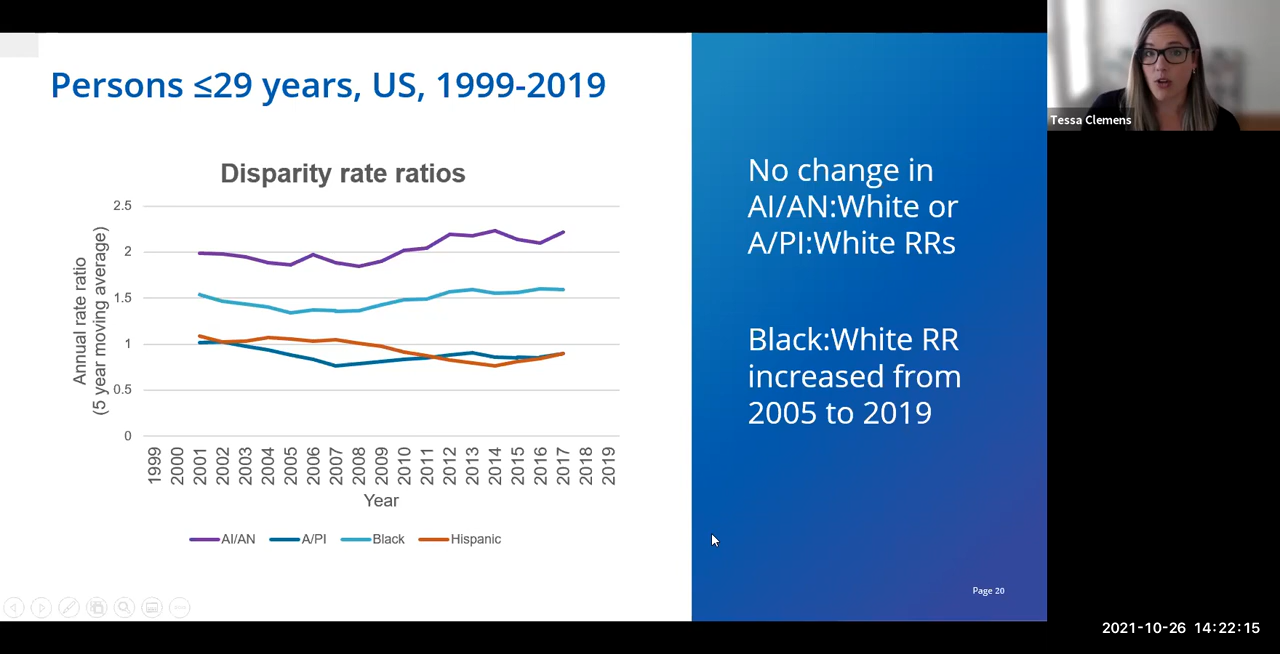 Persons ≤29 years, US, 1999-2019
Disparity rate ratios
Annual rate ratio
(5 year moving average)
2.5
2
1.5
1
0.5
0
1999
2000
2001
2002
2003
2004
2005
2006
2007
2008
2009
2010
2011
2012
2013
2014
2015
2016
2017
2018
2019
Year
AI/AN
A/PI
Black
Hispanic
No change in
AI/AN:White or
A/PI:White RRs
Black:White RR
increased from
2005 to 2019
Page 20
Tessa Clemens
2021-10-26 14:22:15